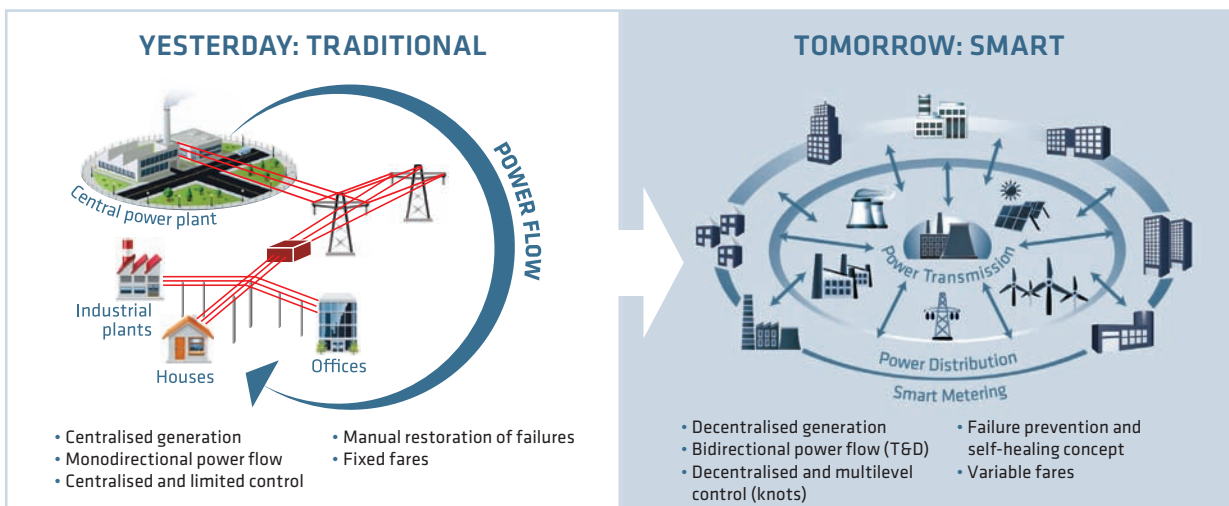 YESTERDAY: TRADITIONAL
POWER FLOW
Central power plant
Industrial
plants
Houses
Offices
• Centralised generation
• Monodirectional power flow
• Centralised and limited control
• Manual restoration of failures
• Fixed fares
TOMORROW: SMART
Power Transmission
Power Distribution
Smart Metering
• Decentralised generation
• Bidirectional power flow (T&D)
• Decentralised and multilevel
control (knots)
• Failure prevention and
self-healing concept
• Variable fares